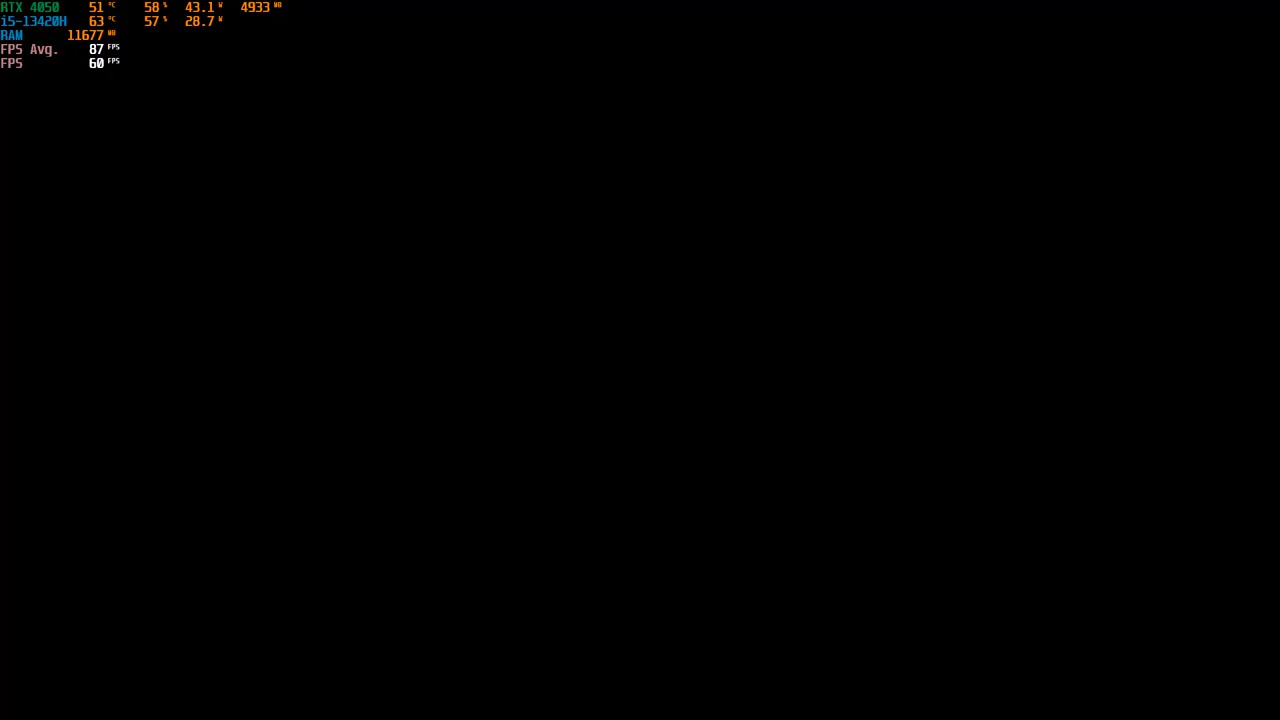 RTX 4050 51 °C 58 % 43.1 W 4933 MB
i5-13420H 63 °C 57 % 28.7 W
RAM 11677 MB
FPS Avg. 87 FPS
FPS 60 FPS